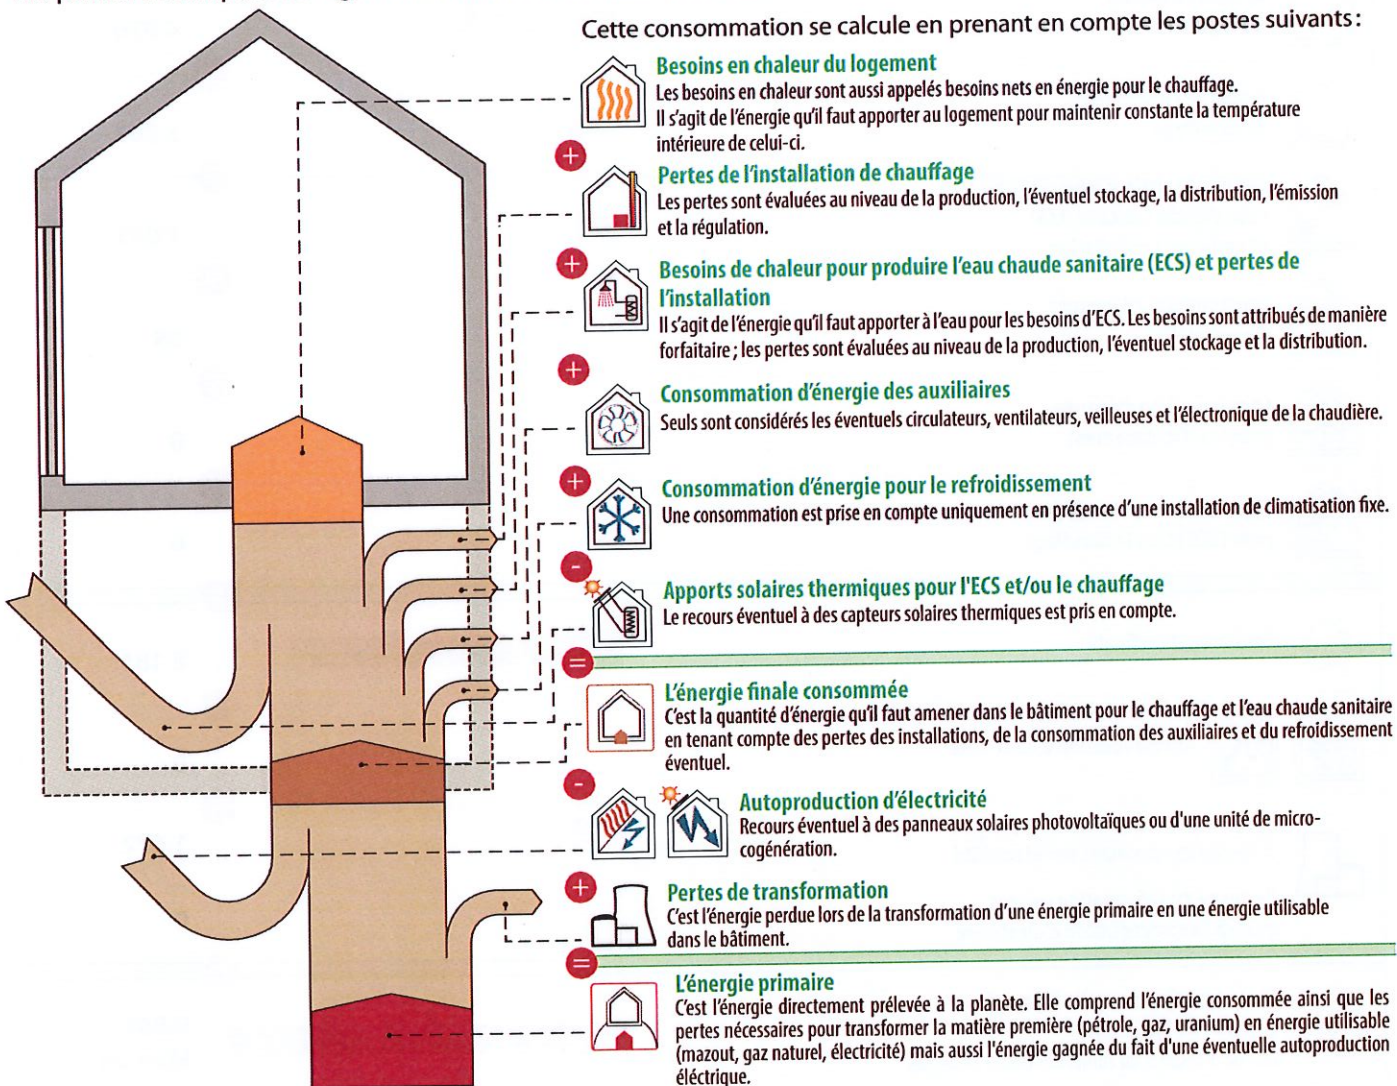 Cette consommation se calcule en prenant en compte les postes suivants:
Besoins en chaleur du logement
Les besoins en chaleur sont aussi appelés besoins nets en énergie pour le chauffage.
Il s'agit de l'énergie qu'il faut apporter au logement pour maintenir constante la température
intérieure de celui-ci.
+
Pertes de l'installation de chauffage
Les pertes sont évaluées au niveau de la production, l'éventuel stockage, la distribution, l'émission
et la régulation.
+
Besoins de chaleur pour produire l'eau chaude sanitaire (ECS) et pertes de
l'installation
Il s'agit de l'énergie qu'il faut apporter à l'eau pour les besoins d'ECS. Les besoins sont attribués de manière
forfaitaire ; les pertes sont évaluées au niveau de la production, l'éventuel stockage et la distribution.
+
Consommation d'énergie des auxiliaires
Seuls sont considérés les éventuels circulateurs, ventilateurs, veilleuses et l'électronique de la chaudière.
+
Consommation d'énergie pour le refroidissement
Une consommation est prise en compte uniquement en présence d'une installation de climatisation fixe.
-
Apports solaires thermiques pour l'ECS et/ou le chauffage
Le recours éventuel à des capteurs solaires thermiques est pris en compte.
=
L'énergie finale consommée
C'est la quantité d'énergie qu'il faut amener dans le bâtiment pour le chauffage et l'eau chaude sanitaire
en tenant compte des pertes des installations, de la consommation des auxiliaires et du refroidissement
éventuel.
-
Autoproduction d'électricité
Recours éventuel à des panneaux solaires photovoltaïques ou d'une unité de micro-
cogénération.
+
Pertes de transformation
C'est l'énergie perdue lors de la transformation d'une énergie primaire en une énergie utilisable
dans le bâtiment.
=
L'énergie primaire
C'est l'énergie directement prélevée à la planète. Elle comprend l'énergie consommée ainsi que les
pertes nécessaires pour transformer la matière première (pétrole, gaz, uranium) en énergie utilisable
(mazout, gaz naturel, électricité) mais aussi l'énergie gagnée du fait d'une éventuelle autoproduction
éléctrique.